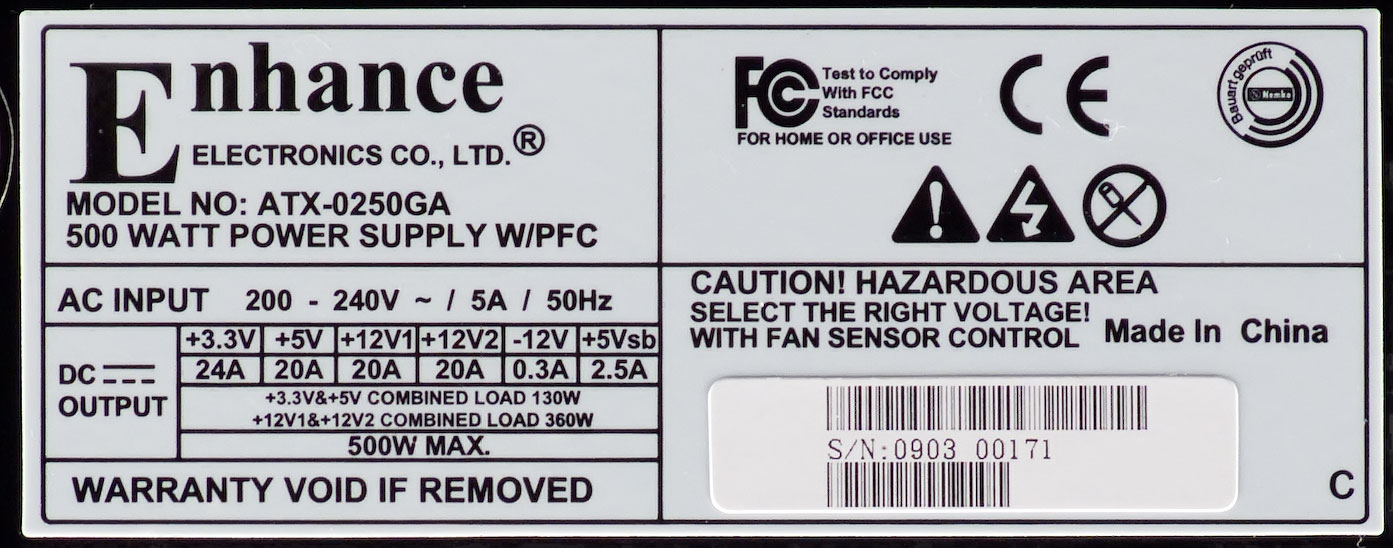 Enhance
ELECTRONICS CO., LTD.®
MODEL NO: ATX-0250GA
500 WATT POWER SUPPLY W/PFC
FC Test to Comply
With FCC
Standards
FOR HOME OR OFFICE USE
CE
Bauart geprüft
Nemko
AC INPUT 200 - 240V ~ / 5A / 50Hz
DC OUTPUT
+3.3V +5V +12V1 +12V2 -12V +5Vsb
24A 20A 20A 20A 0.3A 2.5A
+3.3V&+5V COMBINED LOAD 130W
+12V1&+12V2 COMBINED LOAD 360W
500W MAX.
WARRANTY VOID IF REMOVED
CAUTION! HAZARDOUS AREA
SELECT THE RIGHT VOLTAGE!
WITH FAN SENSOR CONTROL
Made In China
S/N:0903 00171
C